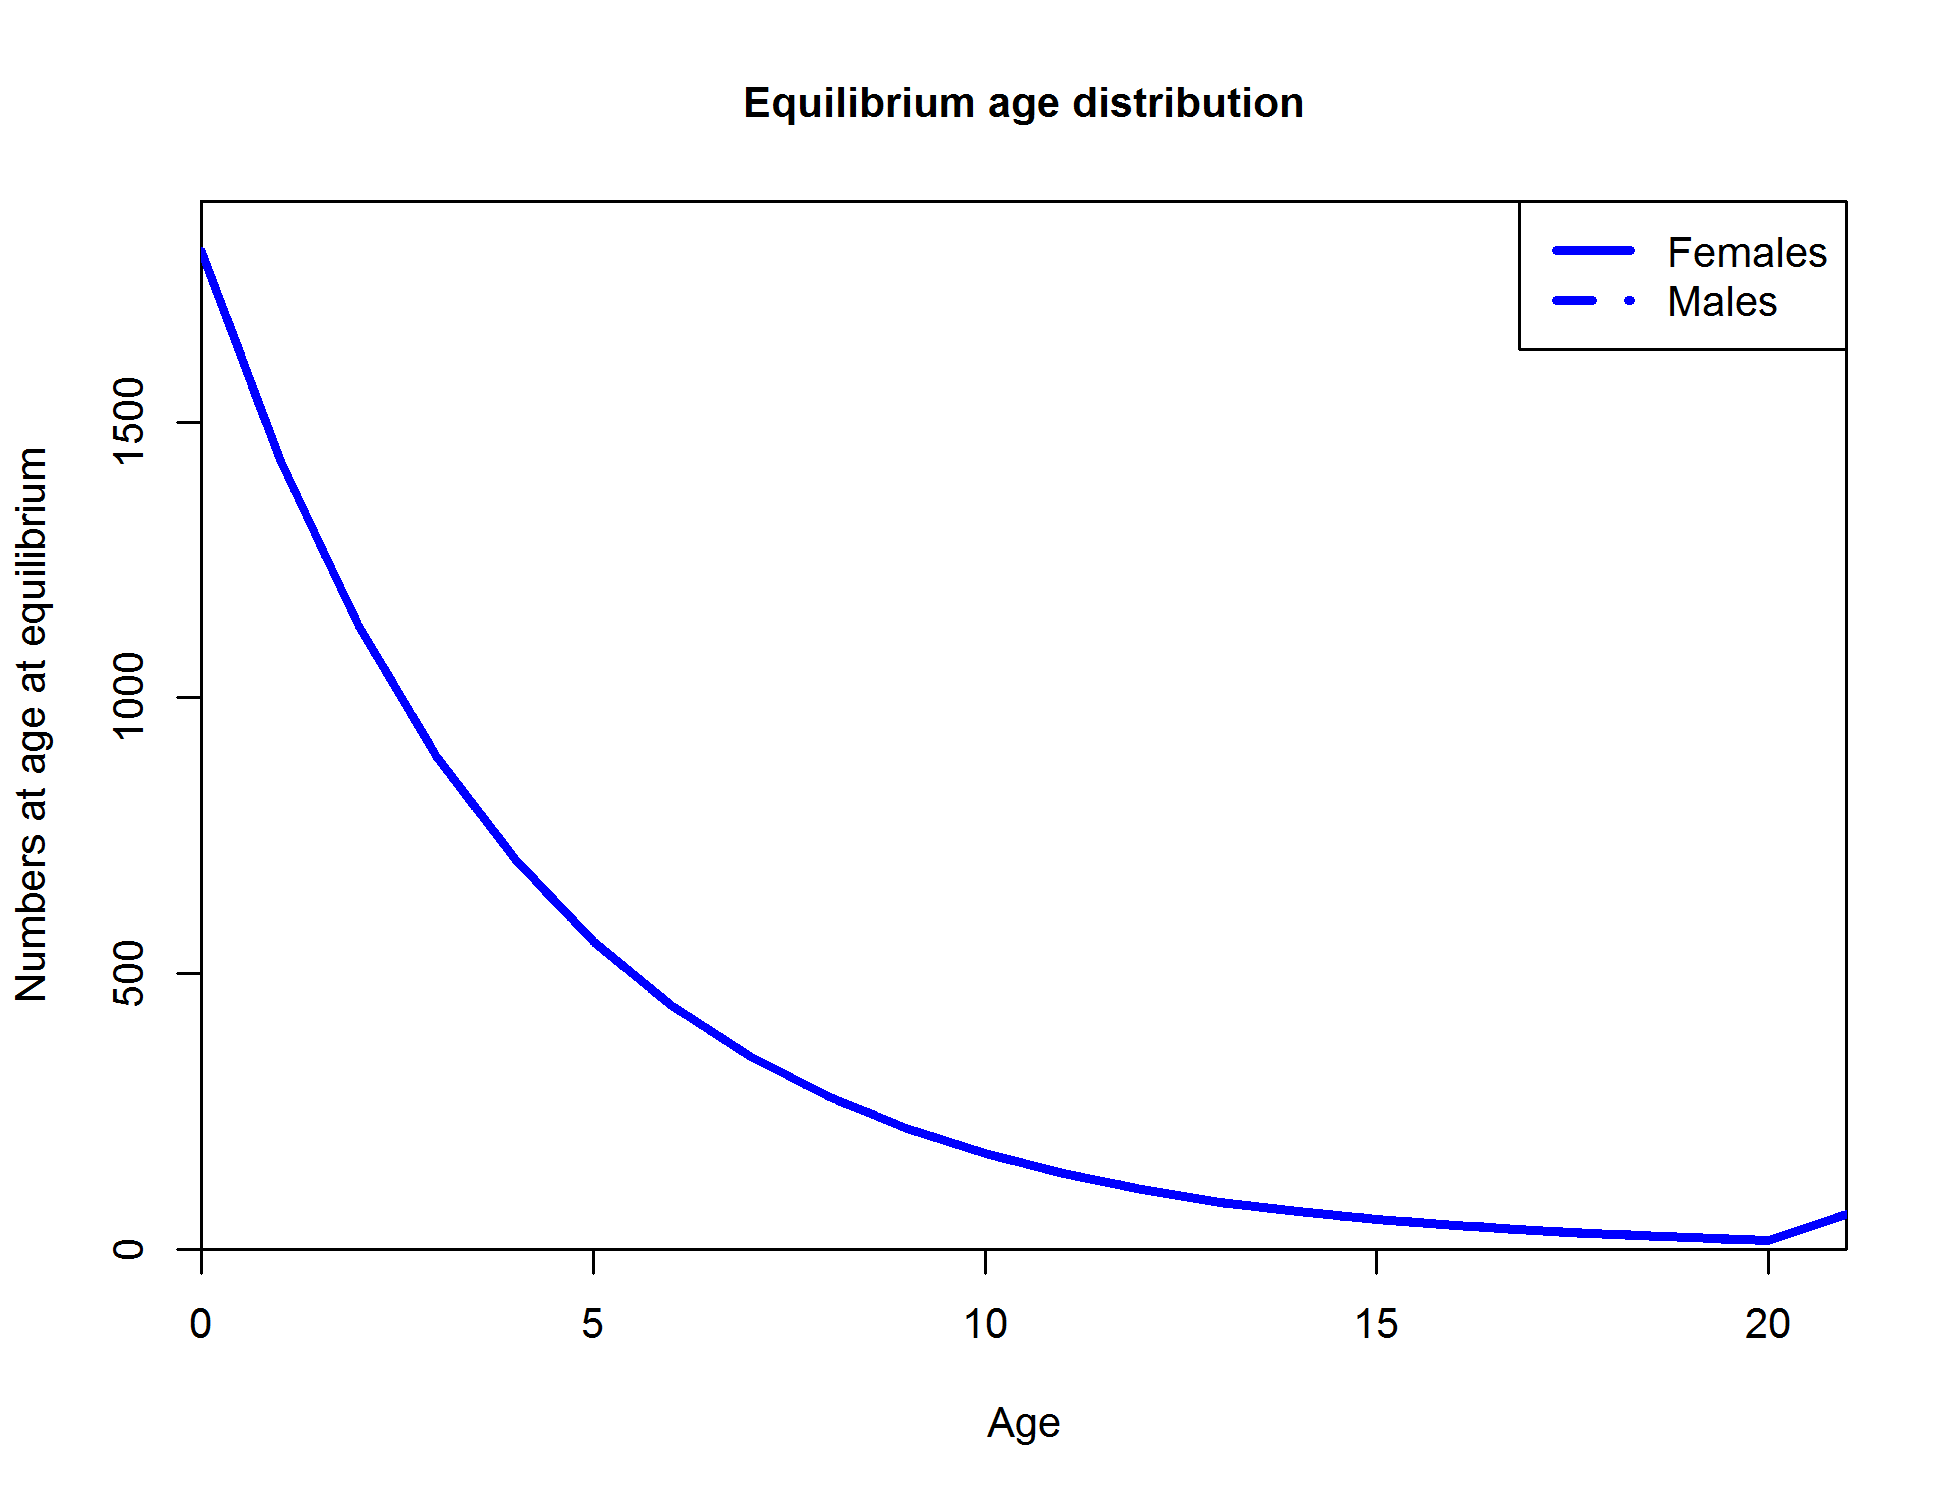 Equilibrium age distribution
Females
Males
Numbers at age at equilibrium
1500
1000
500
0
0 5 10 15 20
Age